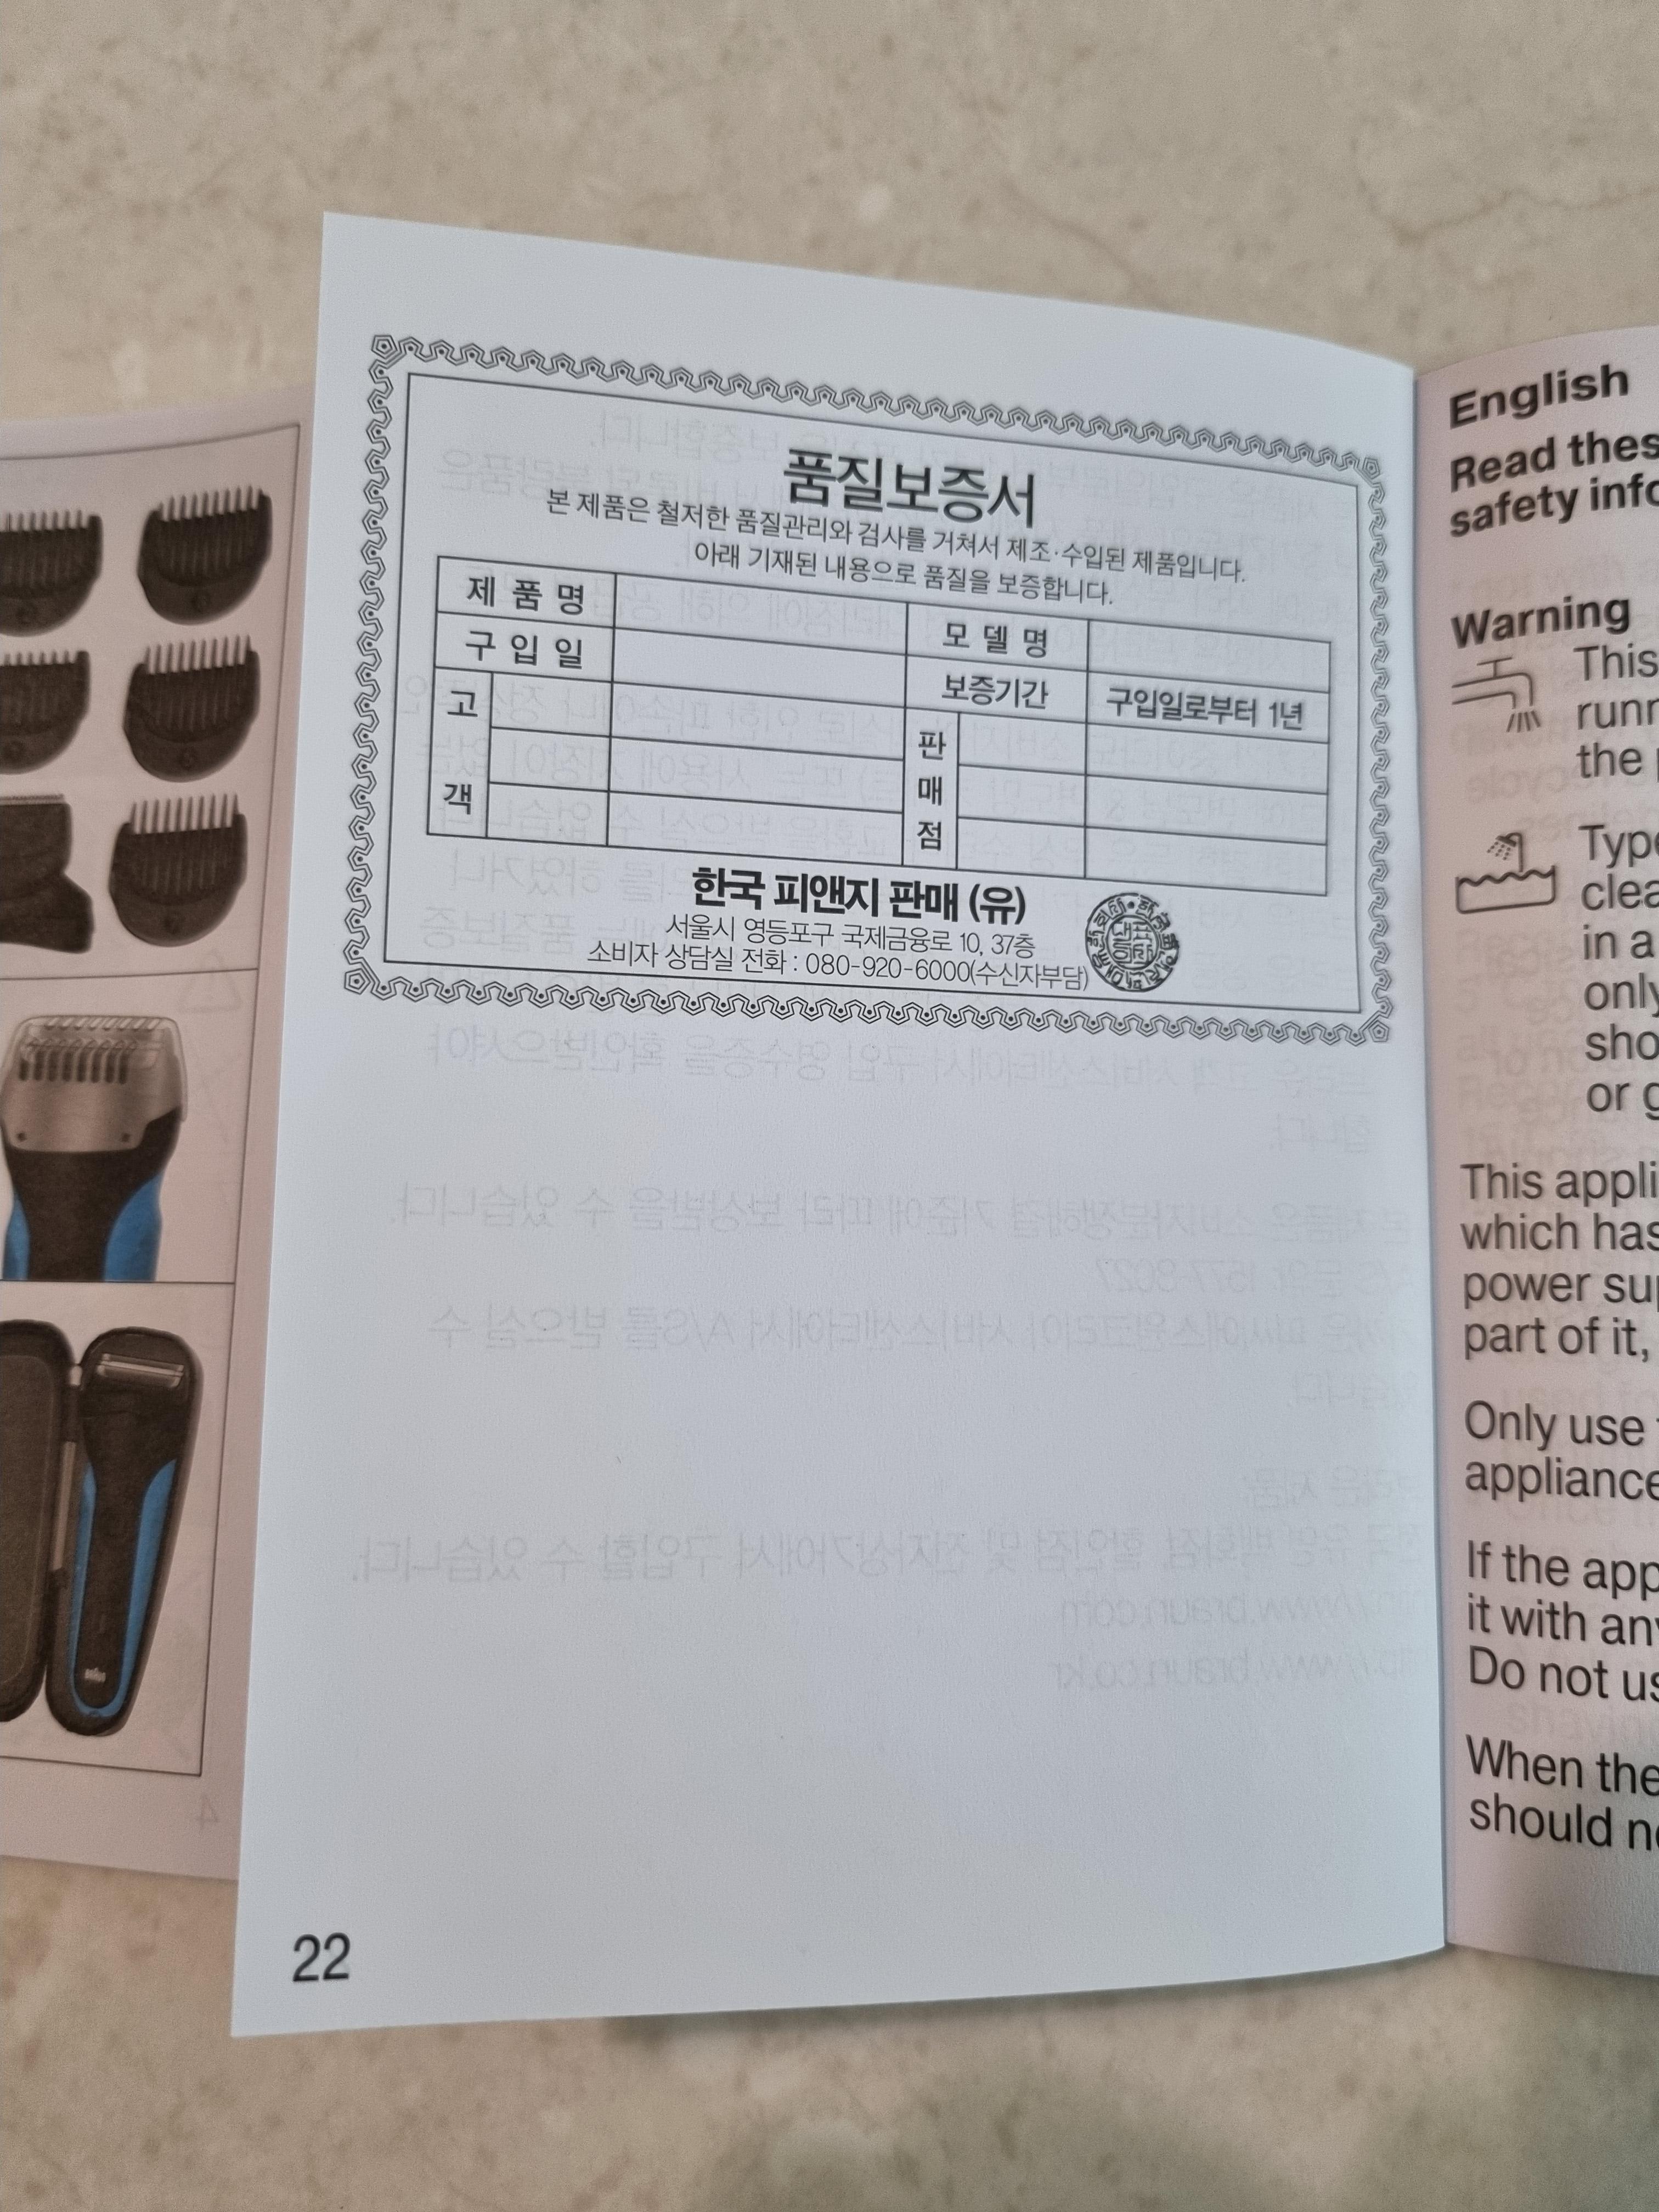 품질보증서
본 제품은 철저한 품질관리와 검사를 거쳐서 제조·수입된 제품입니다.
아래 기재된 내용으로 품질을 보증합니다.
제 품 명
모 델 명
구 입 일
보증기간
구입일로부터 1년
고
객
판
매
점
한국 피앤지 판매 (유)
서울시 영등포구 국제금융로 10, 37층
소비자 상담실 전화 : 080-920-6000(수신자부담)
22
English
Read thes
safety info
Warning
This
runn
the p
Type
clea
in a
only
sho
or g
This appli
which has
power sup
part of it,
Only use
appliance
If the app
it with any
Do not us
When the
should no
BRAUN